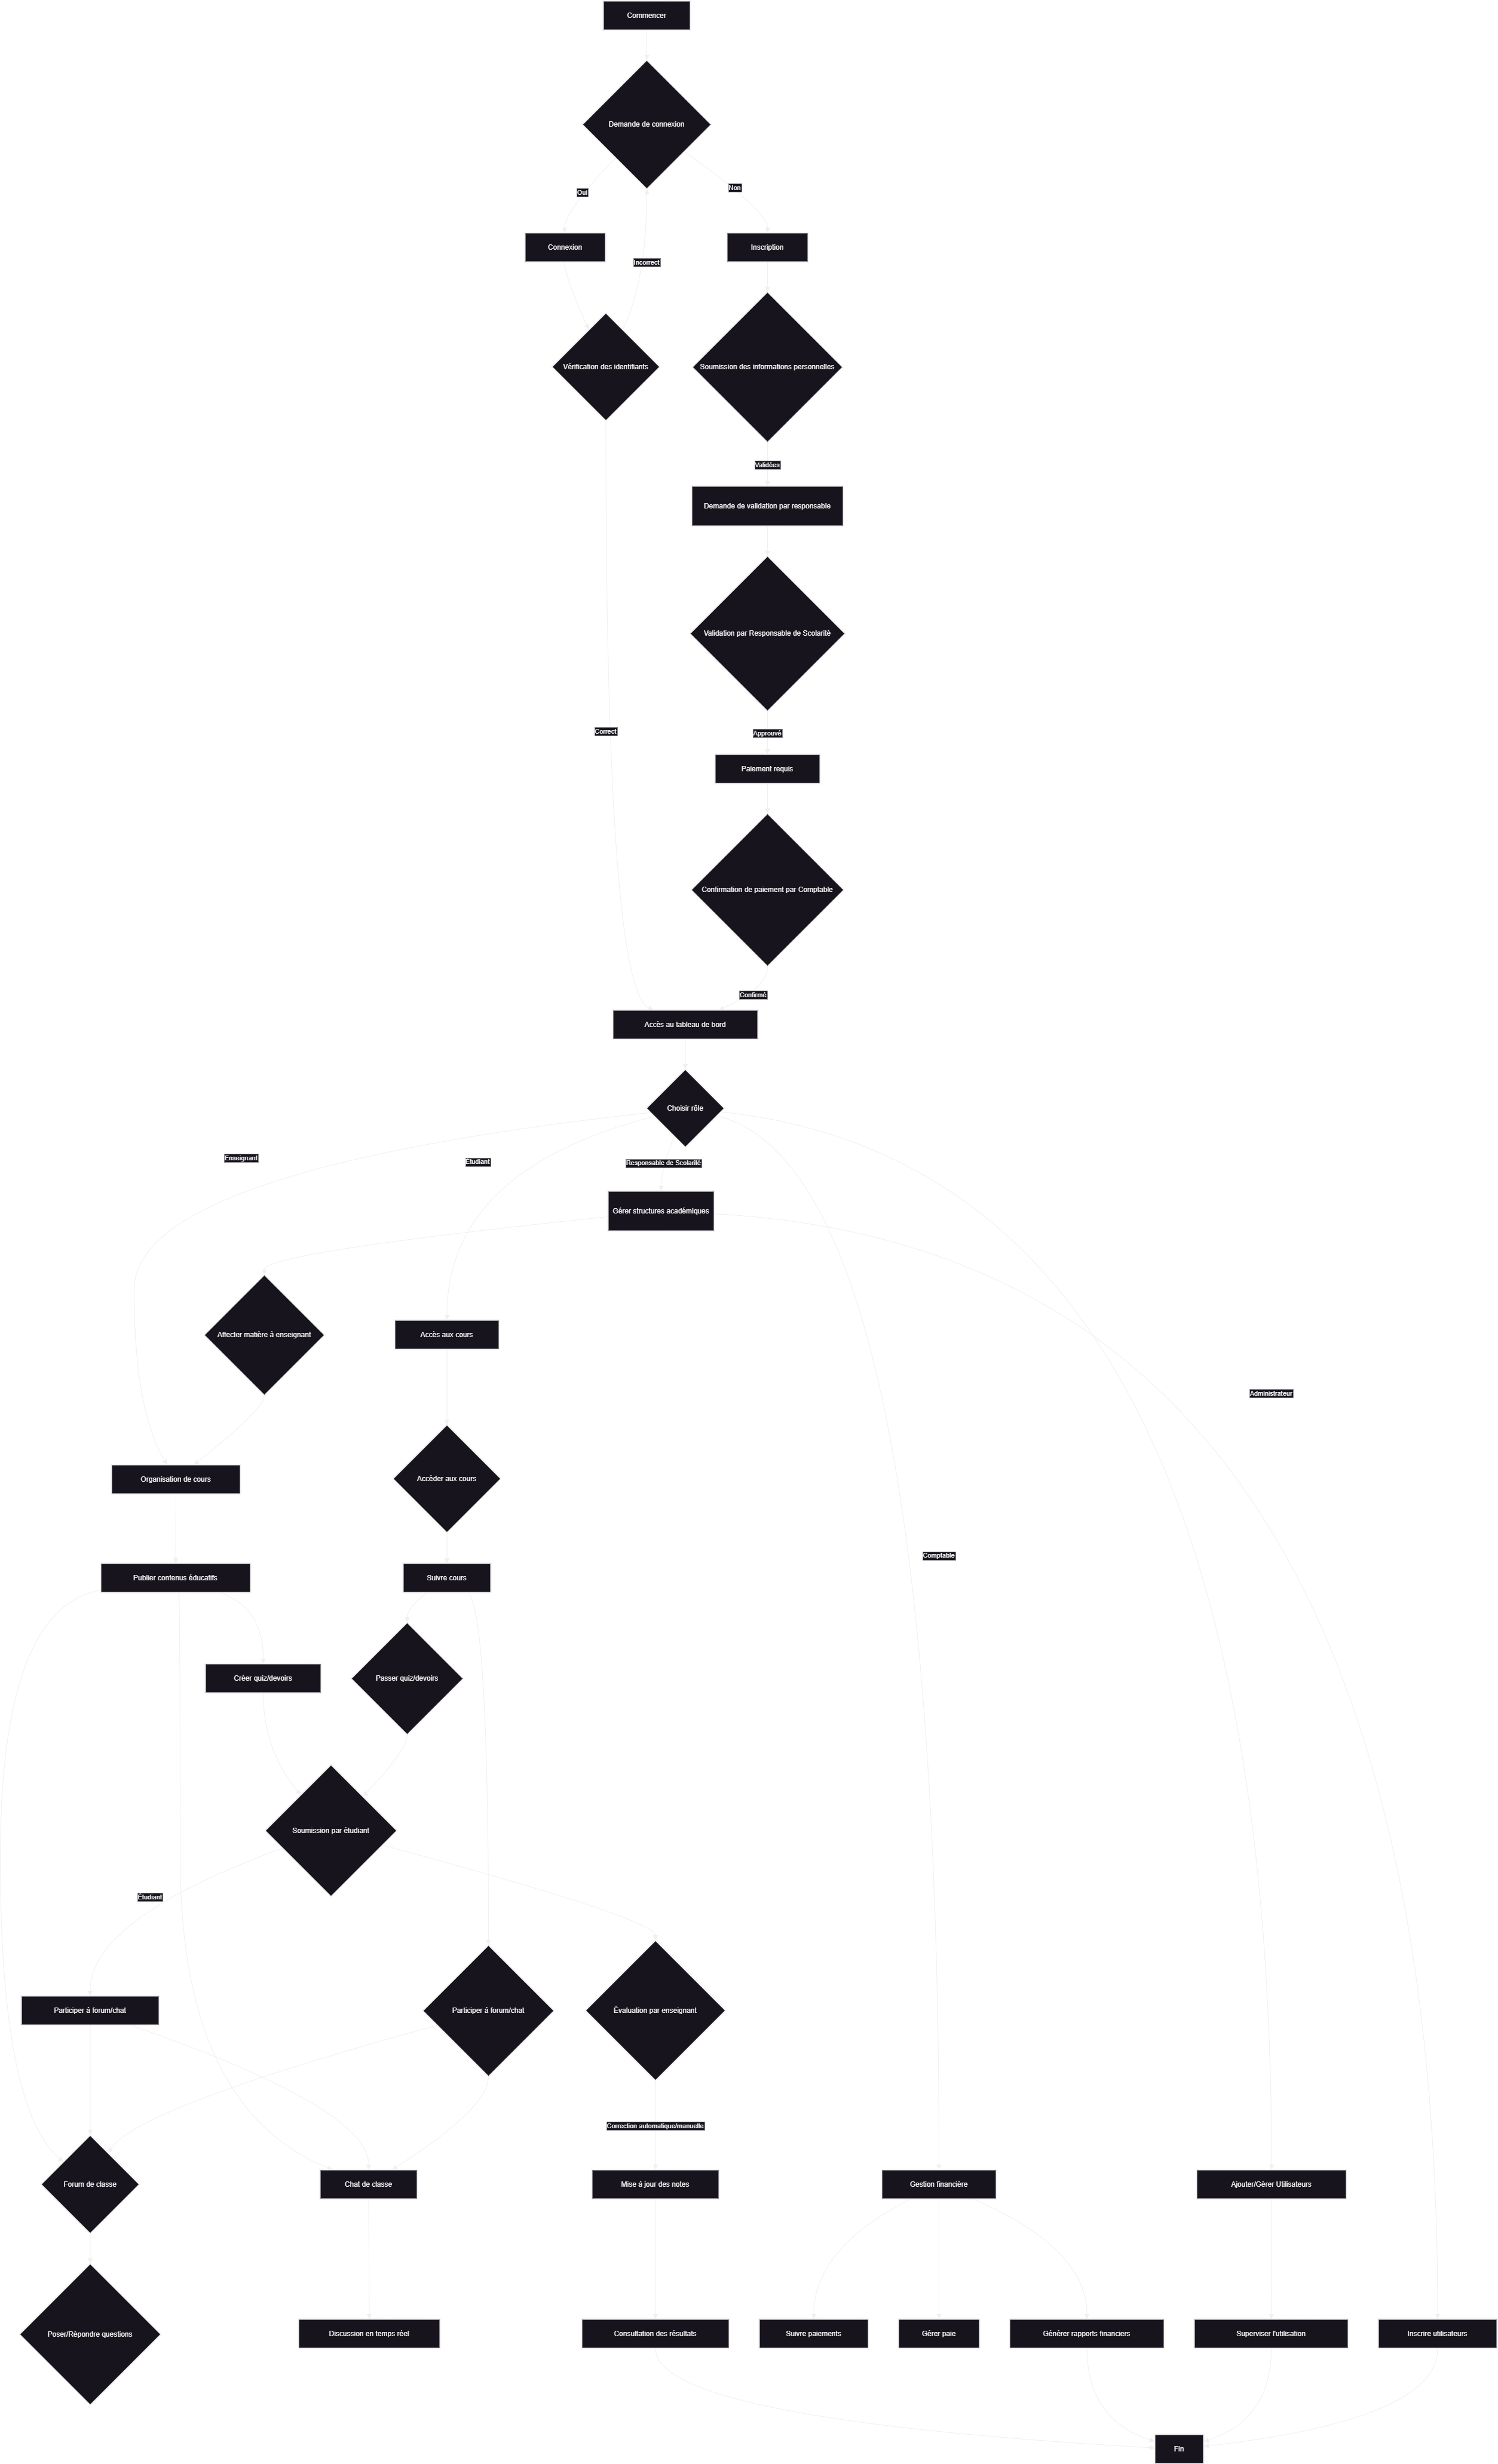 Commencer
Demande de connexion
Oui
Non
Connexion
Inscription
Incorrect
Vérification des identifiants
Soumission des informations personnelles
Validées
Demande de validation par responsable
Validation par Responsable de Scolarité
Correct
Approuvé
Paiement requis
Confirmation de paiement par Comptable
Confirmé
Accès au tableau de bord
Choisir rôle
Enseignant
Étudiant
Responsable de Scolarité
Gérer structures académiques
Affecter matière à enseignant
Accès aux cours
Administrateur
Organisation de cours
Accéder aux cours
Comptable
Publier contenus éducatifs
Suivre cours
Créer quiz/devoirs
Passer quiz/devoirs
Soumission par étudiant
Étudiant
Participer à forum/chat
Participer à forum/chat
Évaluation par enseignant
Correction automatique/manuelle
Forum de classe
Chat de classe
Mise à jour des notes
Gestion financière
Ajouter/Gérer Utilisateurs
Poser/Répondre questions
Discussion en temps réel
Consultation des résultats
Suivre paiements
Gérer paie
Générer rapports financiers
Superviser l'utilisation
Inscrire utilisateurs
Fin